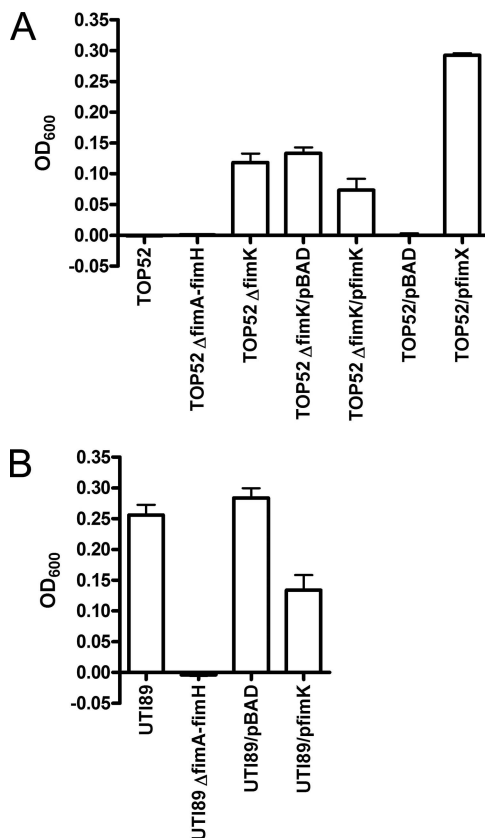 A
OD600
0.35
0.30
0.25
0.20
0.15
0.10
0.05
0.00
-0.05
TOP52
TOP52 ΔfimA-fimH
TOP52 ΔfimK
TOP52 ΔfimK/pBAD
TOP52 ΔfimK/pfimK
TOP52/pBAD
TOP52/pfimX
B
OD600
0.35
0.30
0.25
0.20
0.15
0.10
0.05
0.00
-0.05
UTI89
UTI89 ΔfimA-fimH
UTI89/pBAD
UTI89/pfimK